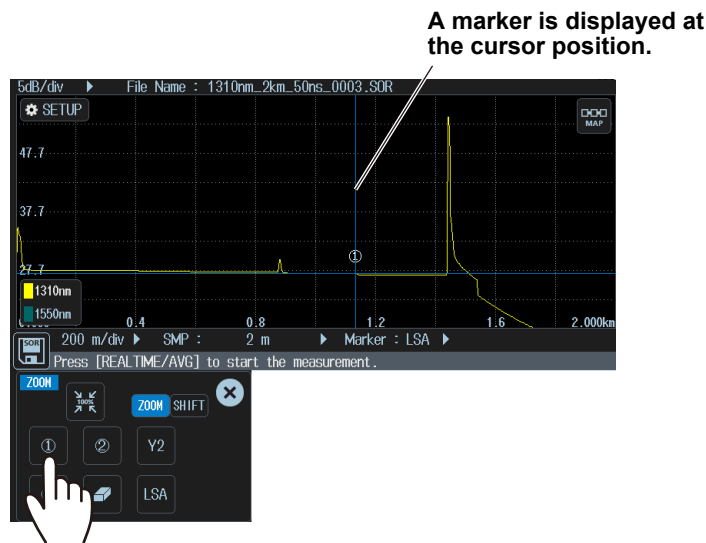 A marker is displayed at
the cursor position.
5dB/div ▶ File Name : 1310nm_2km_50ns_0003.SOR
SETUP
MAP
47.7
37.7
①
27.7
1310nm
1550nm
0.4 0.8 1.2 1.6 2.000km
SOR
200 m/div ▶ SMP : 2 m ▶ Marker : LSA ▶
Press [REALTIME/AVG] to start the measurement.
ZOOM
100%
ZOOM SHIFT
① ② Y2
LSA